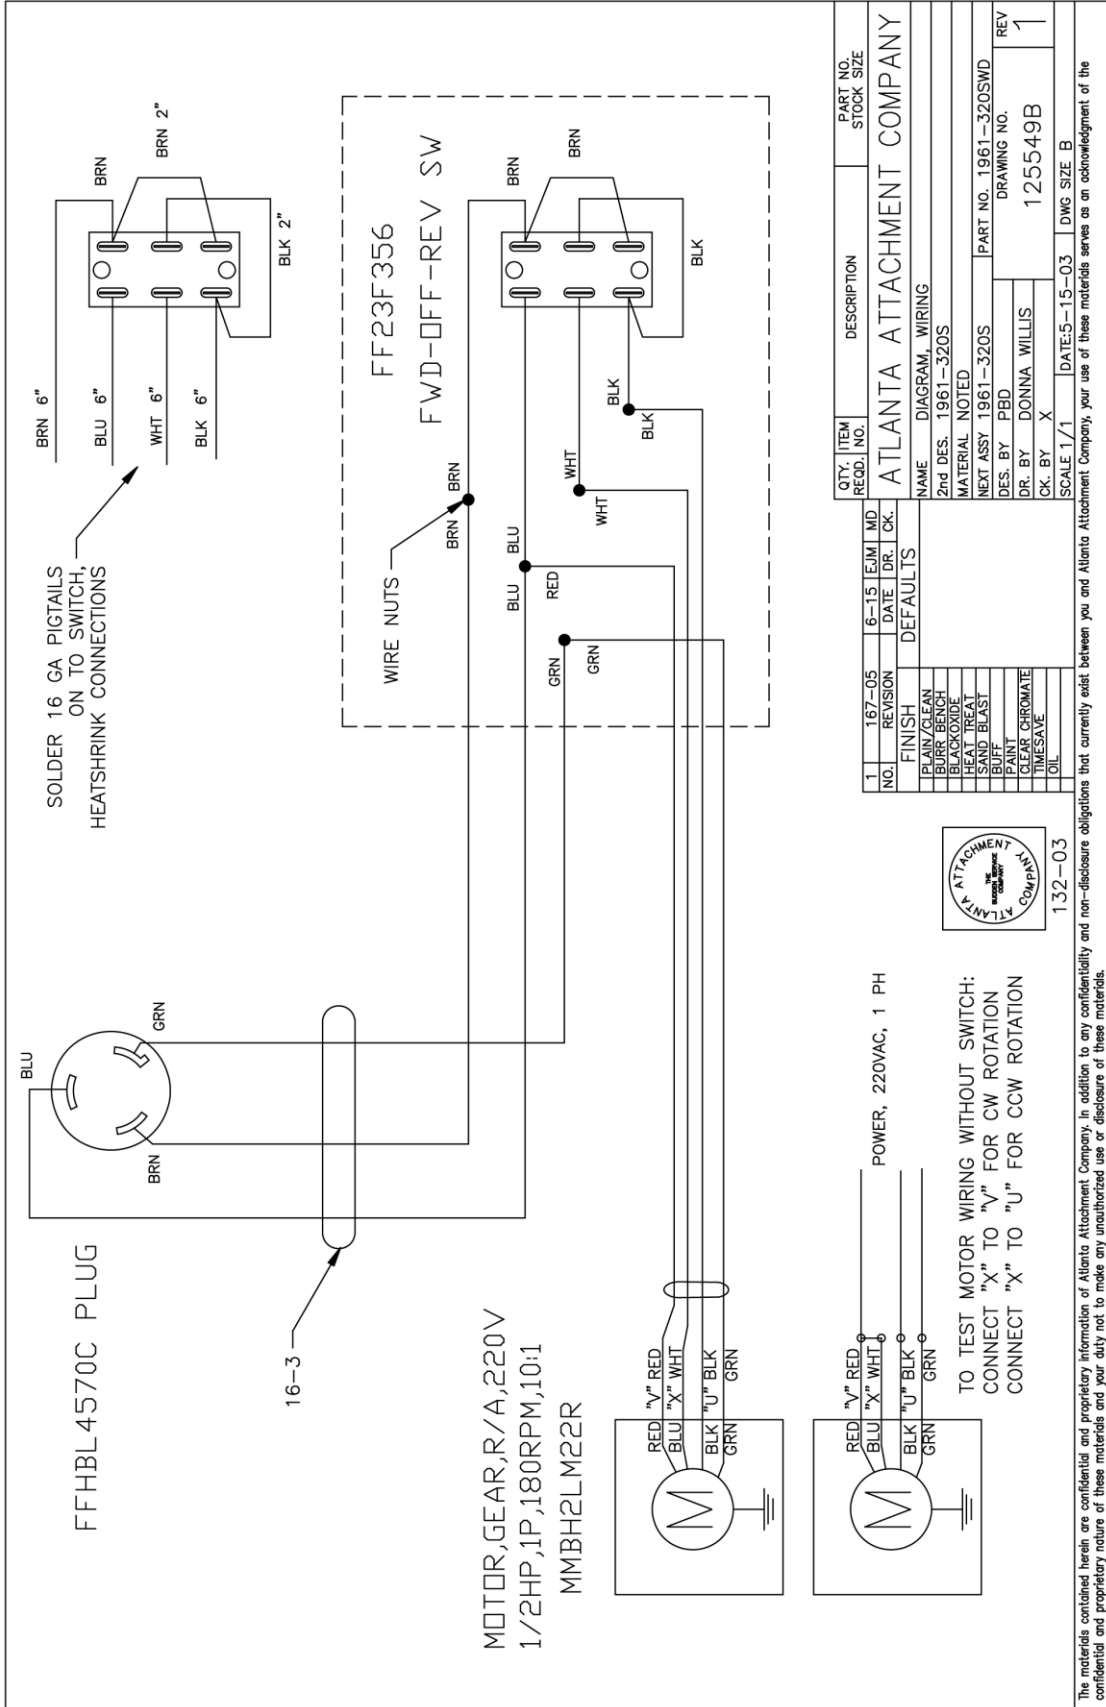 FFHBL4570C PLUG
BLU
BRN
GRN
16-3
SOLDER 16 GA PIGTAILS
ON TO SWITCH,
HEATSHRINK CONNECTIONS
BRN 6"
BLU 6"
WHT 6"
BLK 6"
BRN
BRN 2"
BLK 2"
FF23F356
FWD-OFF-REV SW
WIRE NUTS
BRN
BRN
BRN
BRN
BLU
BLU
RED
GRN
GRN
WHT
WHT
BLK
BLK
BLK
MOTOR,GEAR,R/A,220V
1/2HP,1P,180RPM,10:1
MMBH2LM22R
RED "V" RED
BLU "X" WHT
BLK "U" BLK
GRN GRN
M
RED "V" RED
BLU "X" WHT
BLK "U" BLK
GRN GRN
M
POWER, 220VAC, 1 PH
TO TEST MOTOR WIRING WITHOUT SWITCH:
CONNECT "X" TO "V" FOR CW ROTATION
CONNECT "X" TO "U" FOR CCW ROTATION
ATLANTA ATTACHMENT COMPANY
THE
SUDDEN SERVICE
COMPANY
132-03
1 167-05 6-15 EJM MD
NO. REVISION DATE DR. CK.
FINISH DEFAULTS
PLAIN/CLEAN
BURR BENCH
BLACKOXIDE
HEAT TREAT
SAND BLAST
BUFF
PAINT
CLEAR CHROMATE
TIMESAVE
OIL
QTY. REQD. ITEM NO. DESCRIPTION PART NO. STOCK SIZE
ATLANTA ATTACHMENT COMPANY
NAME DIAGRAM, WIRING
2nd DES. 1961-320S
MATERIAL NOTED
NEXT ASSY 1961-320S PART NO. 1961-320SWD
DES. BY PBD DRAWING NO. REV
DR. BY DONNA WILLIS 125549B 1
CK. BY X
SCALE 1/1 DATE:5-15-03 DWG SIZE B
The materials contained herein are confidential and proprietary information of Atlanta Attachment Company. In addition to any confidentiality and non-disclosure obligations that currently exist between you and Atlanta Attachment Company, your use of these materials serves as an acknowledgment of the
confidential and proprietary nature of these materials and your duty not to make any unauthorized use or disclosure of these materials.